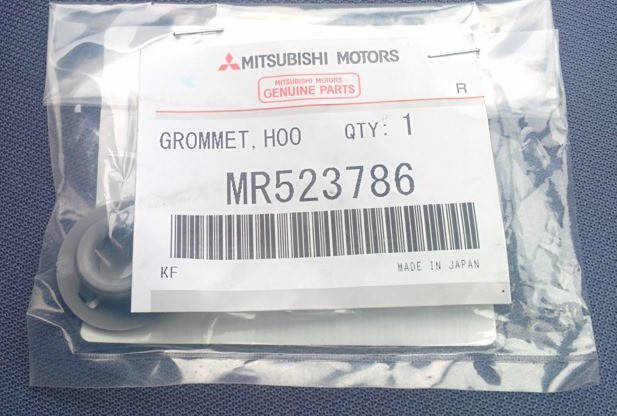 MITSUBISHI MOTORS
MITSUBISHI MOTORS
GENUINE PARTS
R
GROMMET, HOO QTY: 1
MR523786
KF MADE IN JAPAN